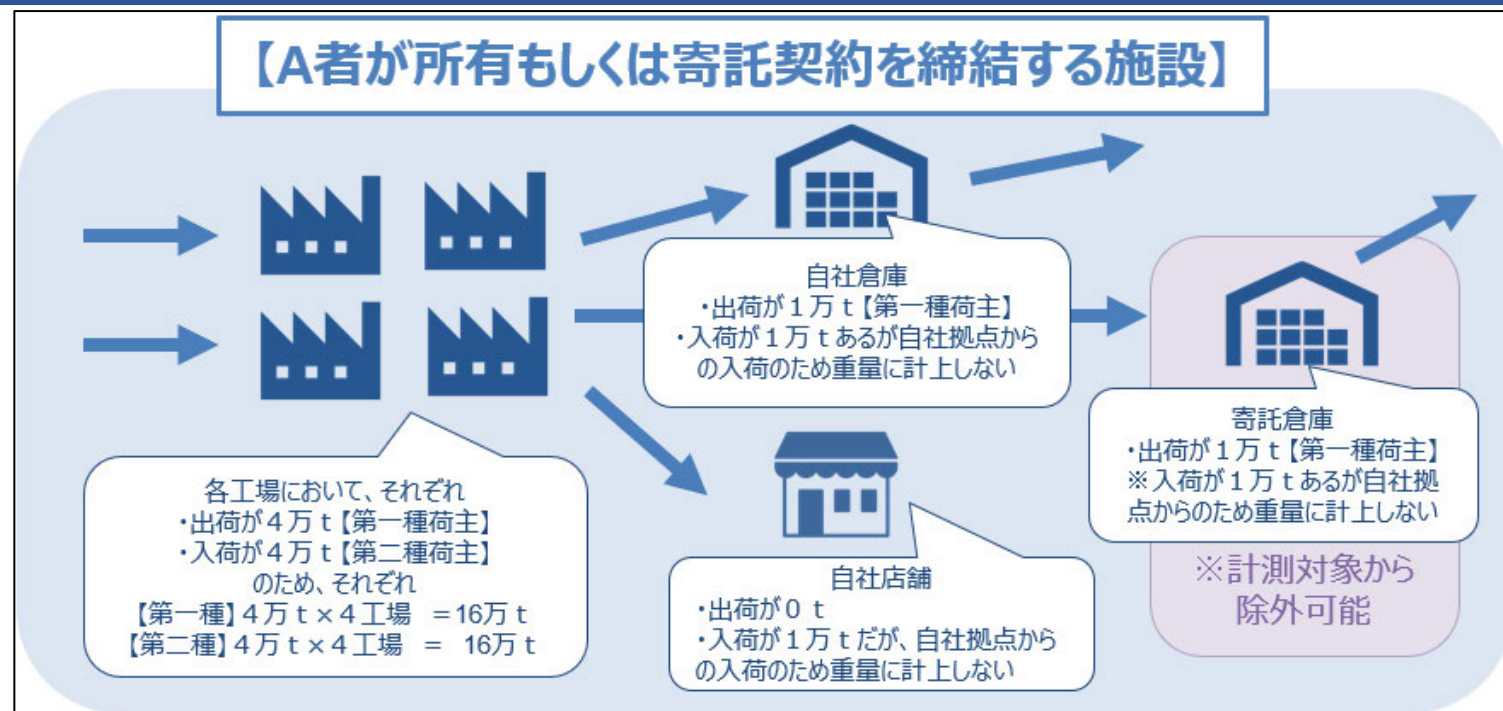 【A者が所有もしくは寄託契約を締結する施設】
自社倉庫
・出荷が１万ｔ【第一種荷主】
・入荷が１万ｔあるが自社拠点から
の入荷のため重量に計上しない
寄託倉庫
・出荷が１万ｔ【第一種荷主】
※入荷が１万ｔあるが自社拠
点からのため重量に計上しない
※計測対象から
除外可能
各工場において、それぞれ
・出荷が４万ｔ【第一種荷主】
・入荷が４万ｔ【第二種荷主】
のため、それぞれ
【第一種】４万ｔ×４工場 ＝16万ｔ
【第二種】４万ｔ×４工場 ＝ 16万ｔ
自社店舗
・出荷が０ｔ
・入荷が１万ｔだが、自社拠点から
の入荷のため重量に計上しない